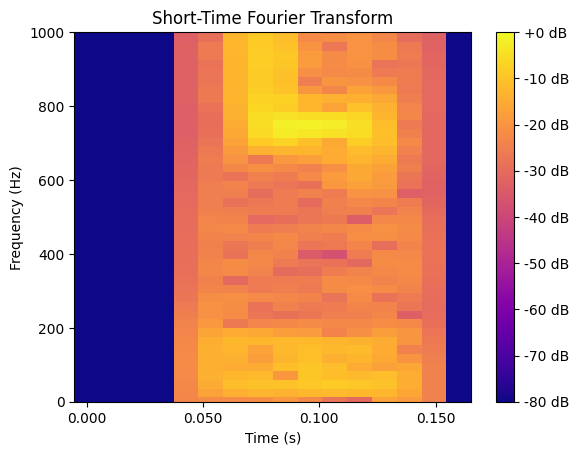 Short-Time Fourier Transform
1000
800
600
400
200
0
Frequency (Hz)
0.000
0.050
0.100
0.150
Time (s)
+0 dB
-10 dB
-20 dB
-30 dB
-40 dB
-50 dB
-60 dB
-70 dB
-80 dB